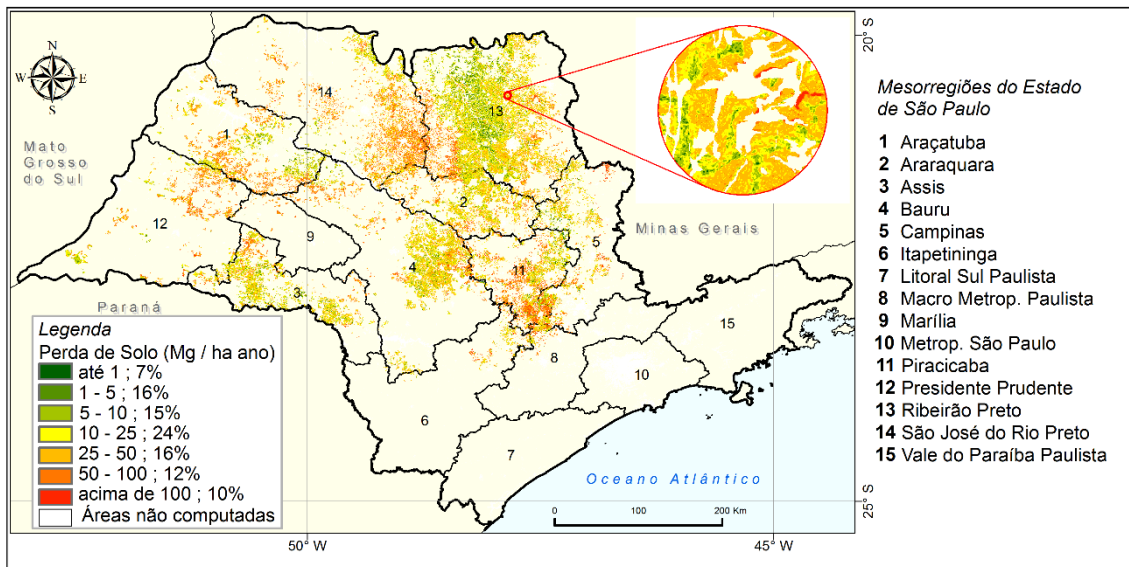 20°S
N
W E
S
Mato
Grosso
do Sul
14
13
1
2
12
9
5
4
11
3
Minas Gerais
Paraná
15
8
10
6
7
Oceano Atlântico
0 100 200 Km
25°S
50° W
45° W
Legenda
Perda de Solo (Mg / ha ano)
até 1 ; 7%
1 - 5 ; 16%
5 - 10 ; 15%
10 - 25 ; 24%
25 - 50 ; 16%
50 - 100 ; 12%
acima de 100 ; 10%
Áreas não computadas
Mesorregiões do Estado
de São Paulo
1 Araçatuba
2 Araraquara
3 Assis
4 Bauru
5 Campinas
6 Itapetininga
7 Litoral Sul Paulista
8 Macro Metrop. Paulista
9 Marília
10 Metrop. São Paulo
11 Piracicaba
12 Presidente Prudente
13 Ribeirão Preto
14 São José do Rio Preto
15 Vale do Paraíba Paulista